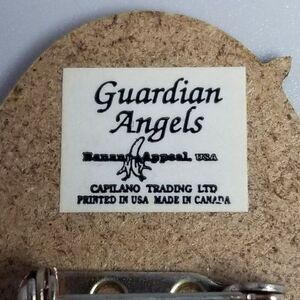 Guardian
Angels
Banana Appeal, USA
CAPILANO TRADING LTD
PRINTED IN USA MADE IN CANADA